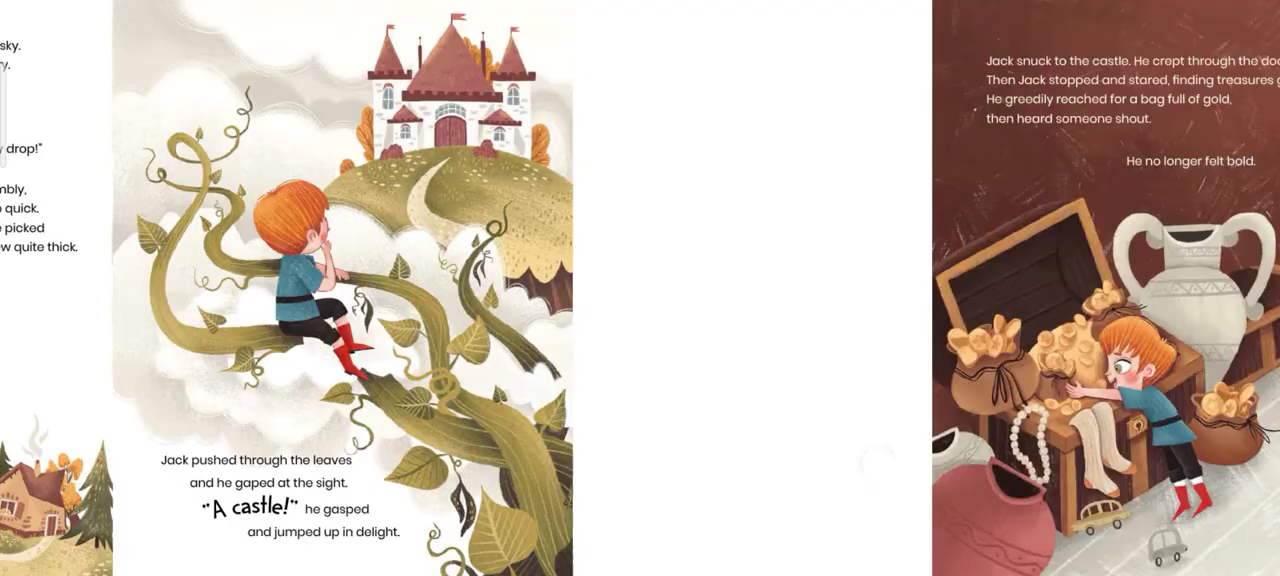 sky.
drop!"
quick.
picked
quite thick.
Jack pushed through the leaves
and he gaped at the sight.
"A castle!" he gasped
and jumped up in delight.
Jack snuck to the castle. He crept through the
Then Jack stopped and stared, finding treasures
He greedily reached for a bag full of gold,
then heard someone shout.
He no longer felt bold.